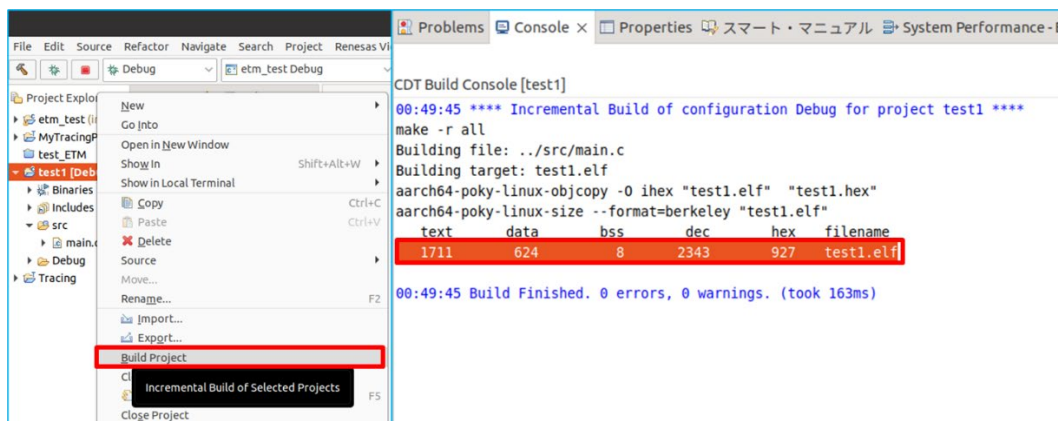 File Edit Source Refactor Navigate Search Project Renesas Vi
Debug
etm_test Debug
Project Explo
etm_test (i
MyTracingP
test_ETM
test1 [Deb
Binaries
Includes
src
main.c
Debug
Tracing
New
Go Into
Open in New Window
Show In Shift+Alt+W
Show in Local Terminal
Copy Ctrl+C
Paste Ctrl+V
Delete
Source
Move...
Rename... F2
Import...
Export...
Build Project
Cl
Incremental Build of Selected Projects
F5
Close Project
Problems Console Properties スマート・マニュアル System Performance -
CDT Build Console [test1]
00:49:45 **** Incremental Build of configuration Debug for project test1 ****
make -r all
Building file: ../src/main.c
Building target: test1.elf
aarch64-poky-linux-objcopy -O ihex "test1.elf" "test1.hex"
aarch64-poky-linux-size --format=berkeley "test1.elf"
text data bss dec hex filename
1711 624 8 2343 927 test1.elf
00:49:45 Build Finished. 0 errors, 0 warnings. (took 163ms)